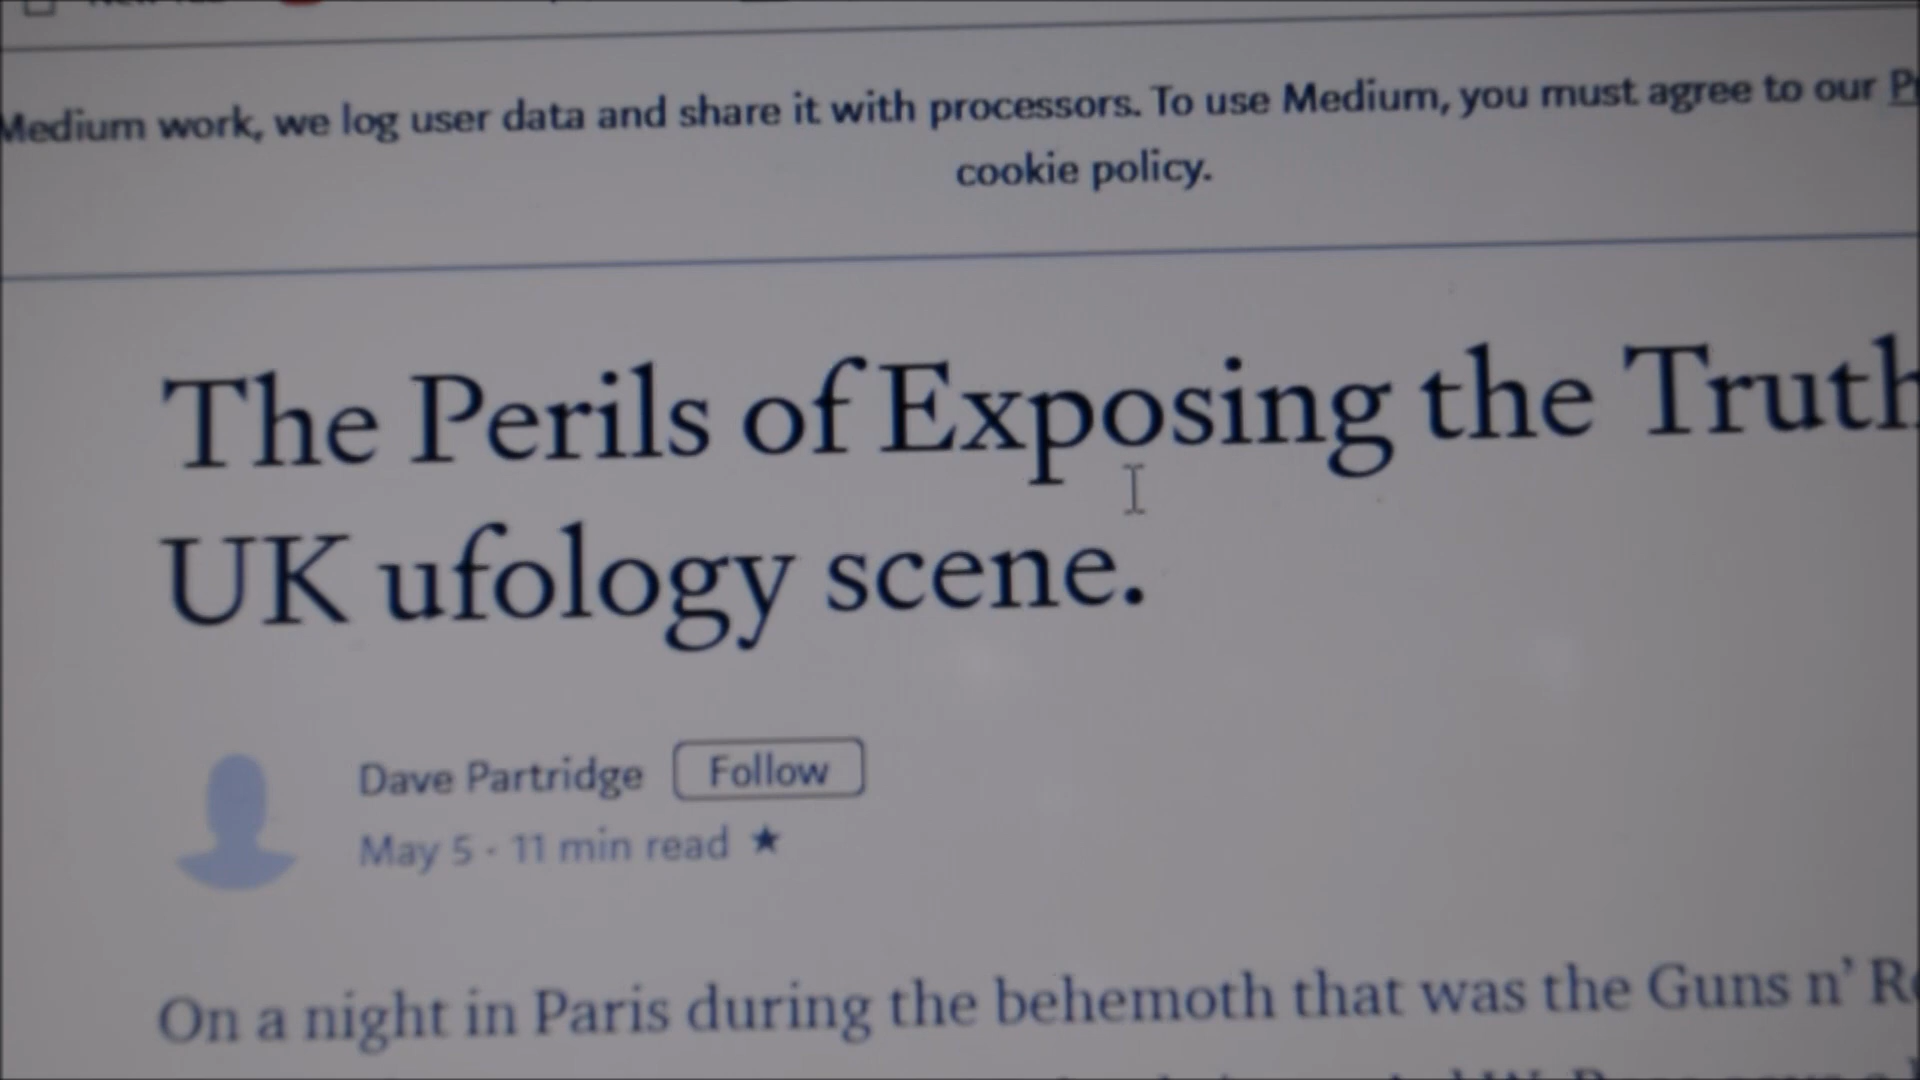 Medium work, we log user data and share it with processors. To use Medium, you must agree to our
cookie policy.
The Perils of Exposing the Truth
UK ufology scene.
Dave Partridge Follow
May 5 · 11 min read ★
On a night in Paris during the behemoth that was the Guns n'